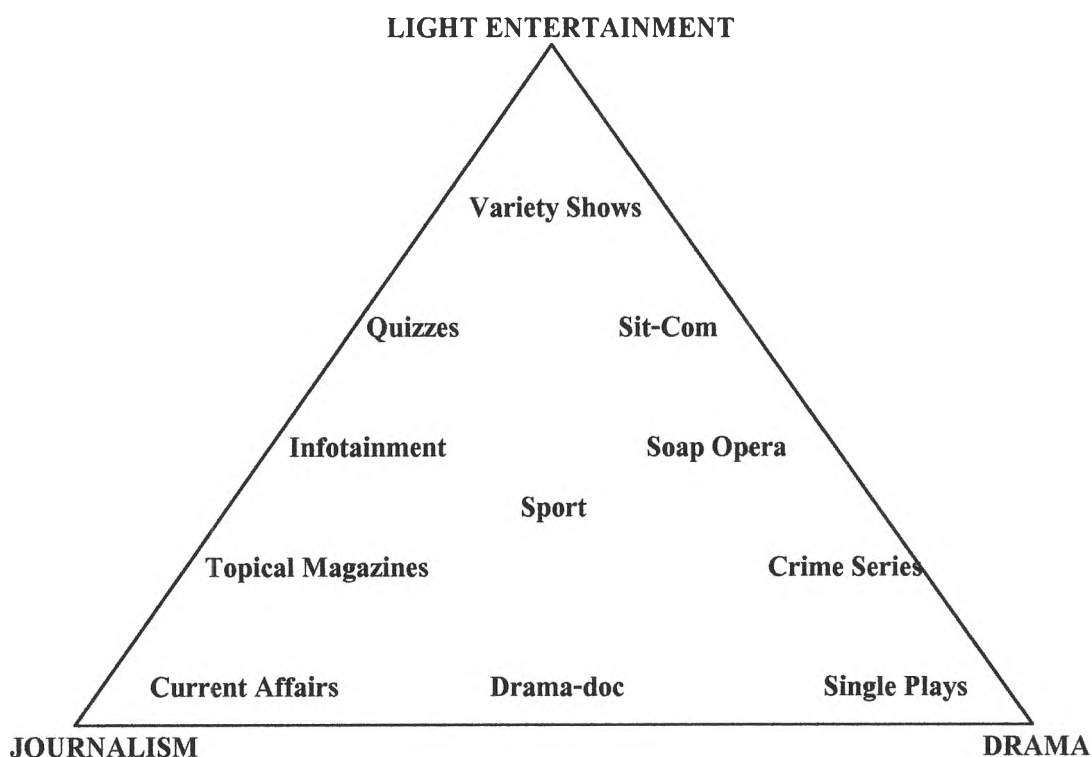 LIGHT ENTERTAINMENT
Variety Shows
Quizzes
Sit-Com
Infotainment
Soap Opera
Sport
Topical Magazines
Crime Series
Current Affairs
Drama-doc
Single Plays
JOURNALISM
DRAMA